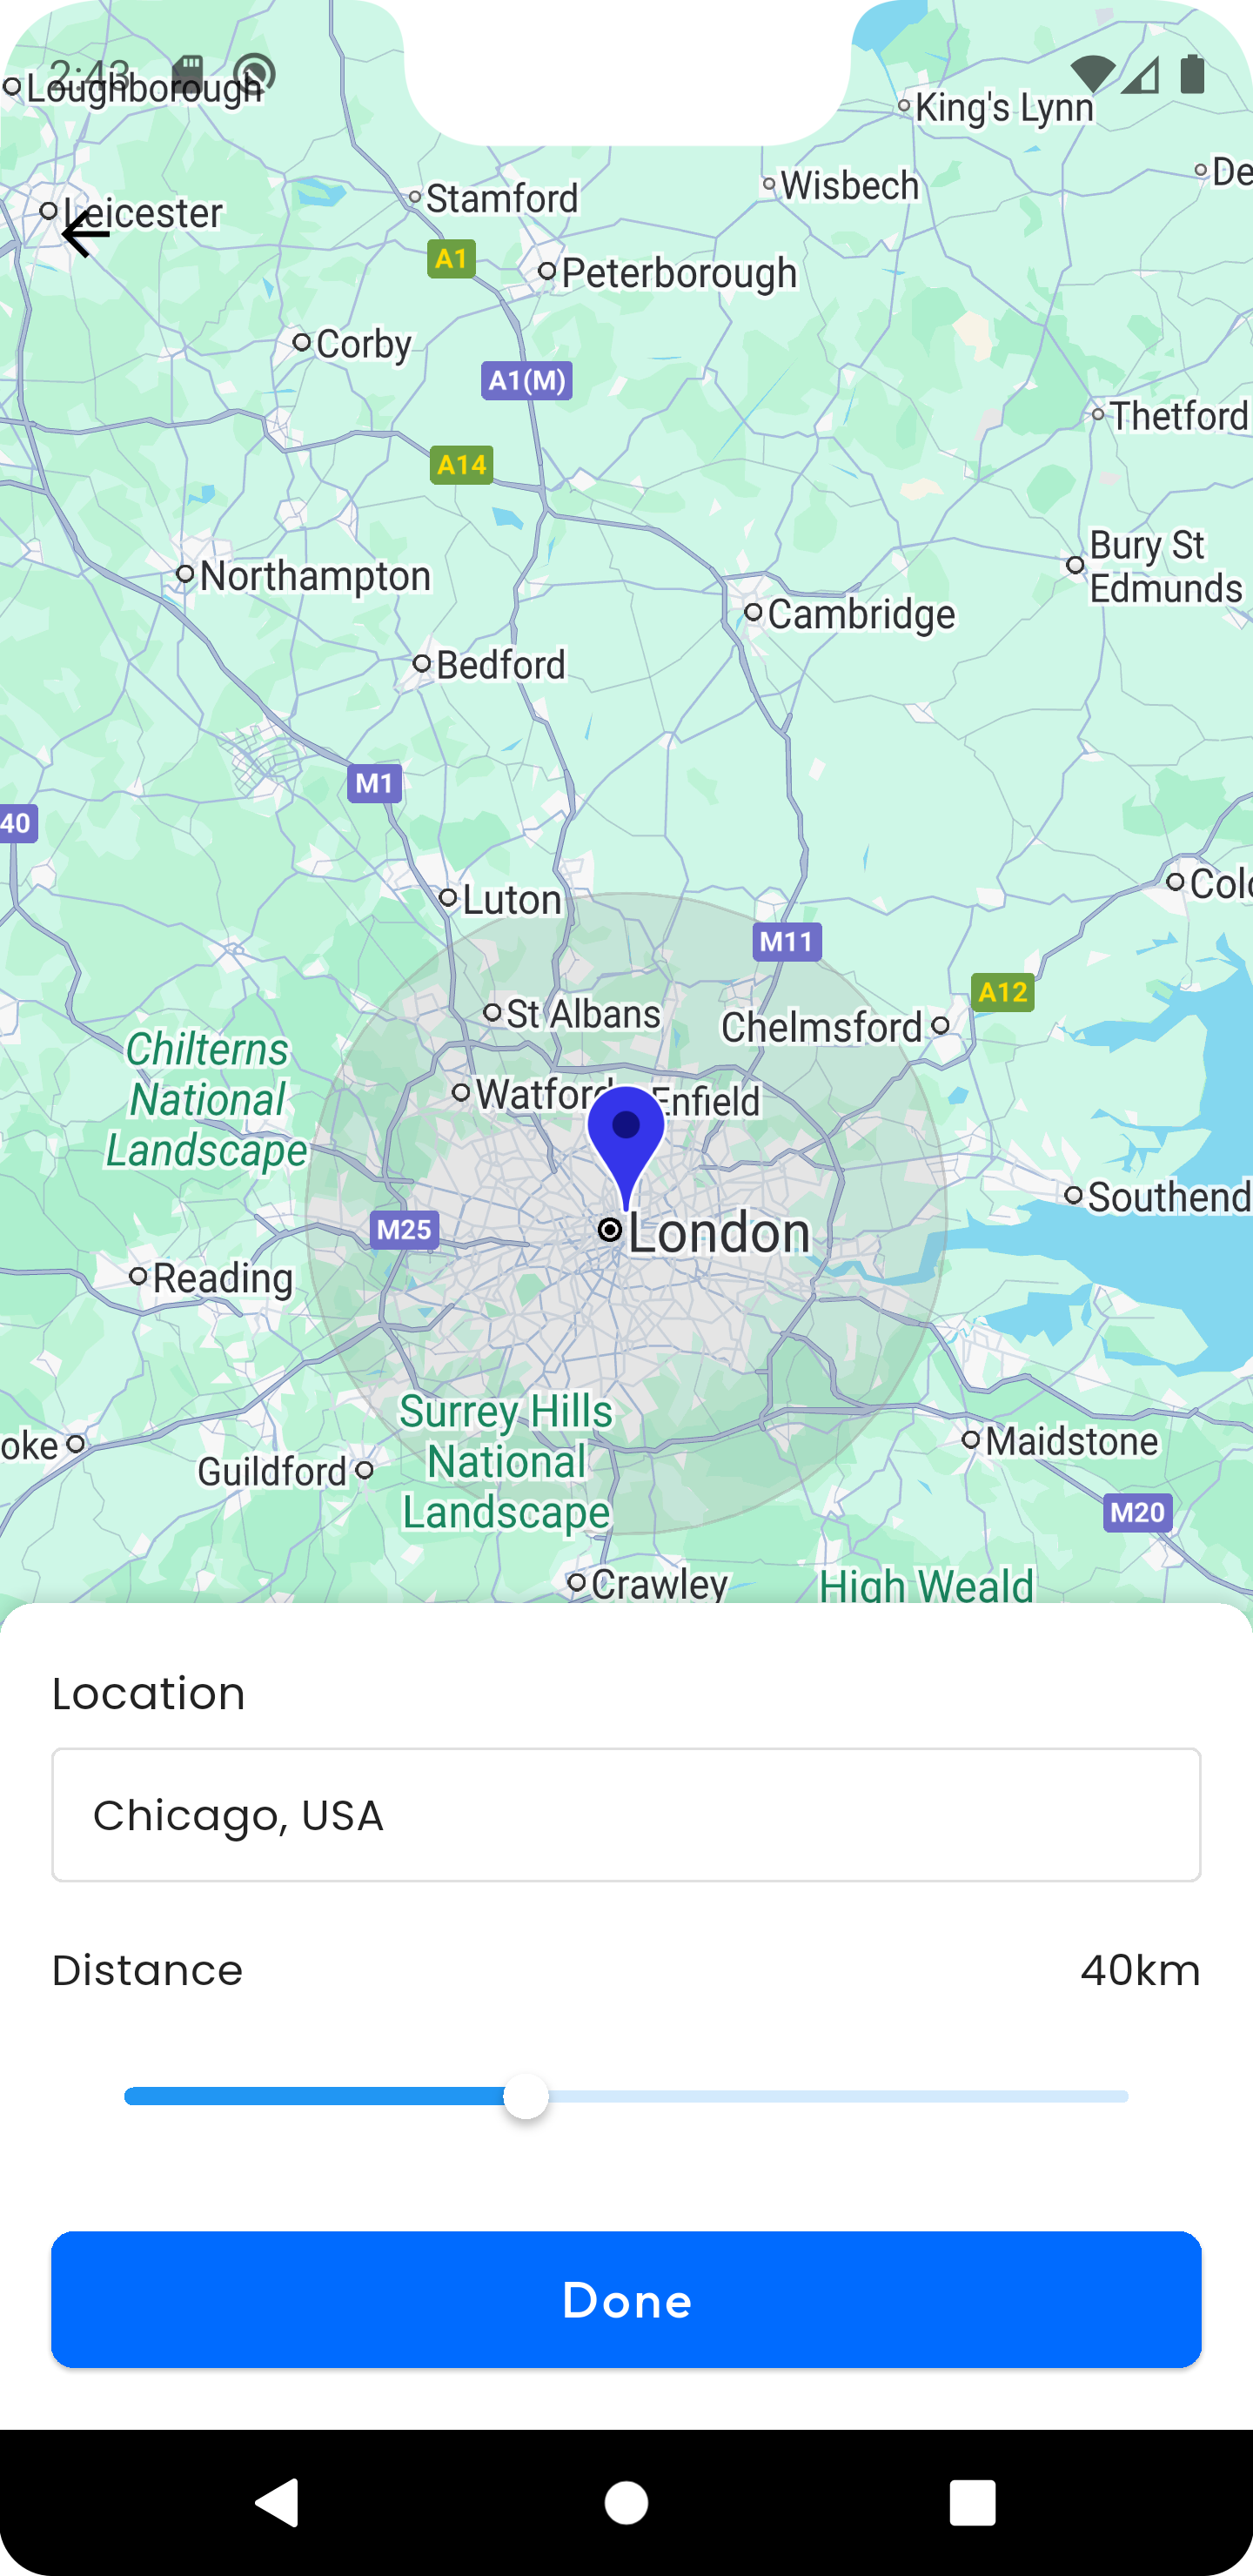 2:43
Loughborough
King's Lynn
De
Wisbech
Stamford
Leicester
A1
Peterborough
Corby
A1(M)
Thetford
A14
Bury St
Edmunds
Northampton
Cambridge
Bedford
M1
40
Luton
Colc
M11
A12
St Albans
Chelmsford
Chilterns
National
Landscape
Watford
Enfield
Southend
London
M25
Reading
Surrey Hills
National
Landscape
oke
Guildford
Maidstone
M20
Crawley
High Weald
Location
Chicago, USA
Distance
40km
Done